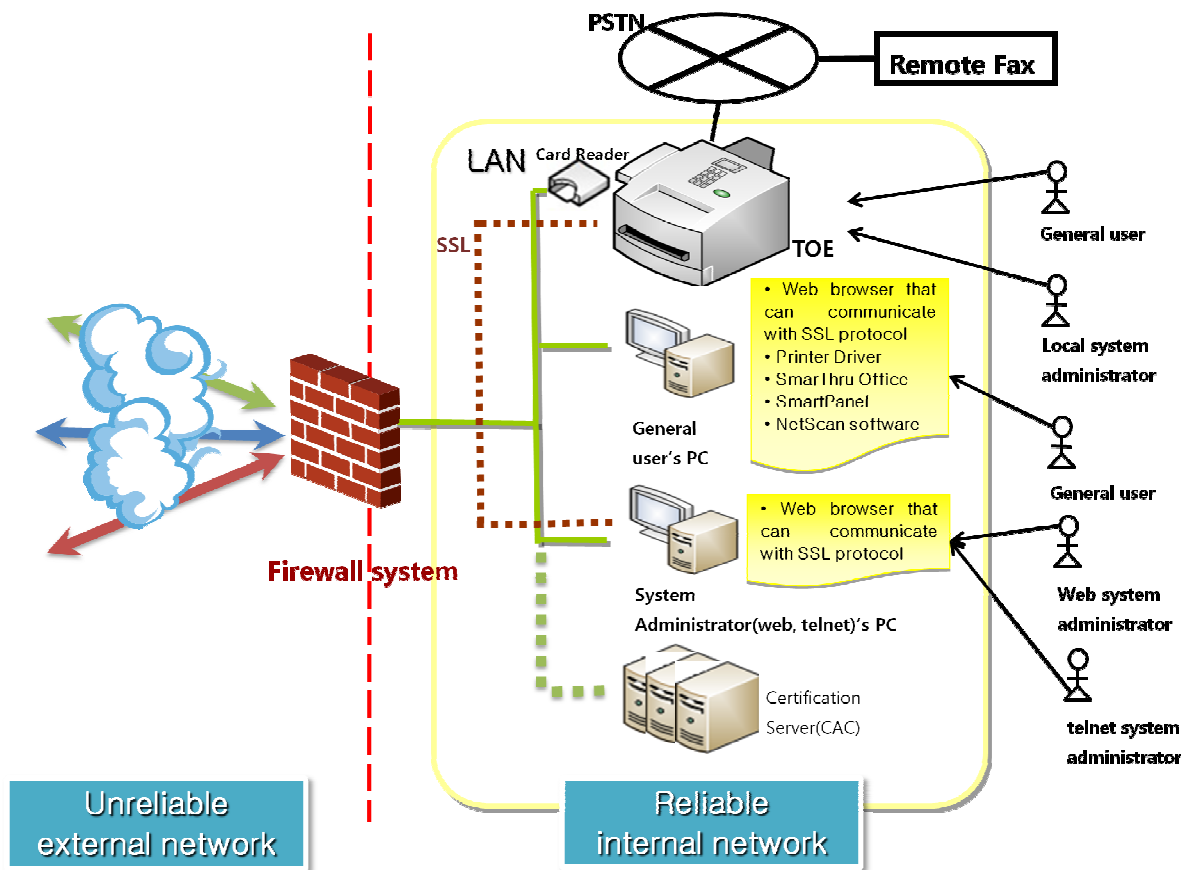 PSTN
Remote Fax
LAN
Card Reader
SSL
TOE
General user
• Web browser that
can communicate
with SSL protocol
• Printer Driver
• SmarThru Office
• SmartPanel
• NetScan software
Local system
administrator
General
user's PC
General user
• Web browser that
can communicate
with SSL protocol
Firewall system
System
Administrator(web, telnet)'s PC
Web system
administrator
Certification
Server(CAC)
telnet system
administrator
Unreliable
external network
Reliable
internal network